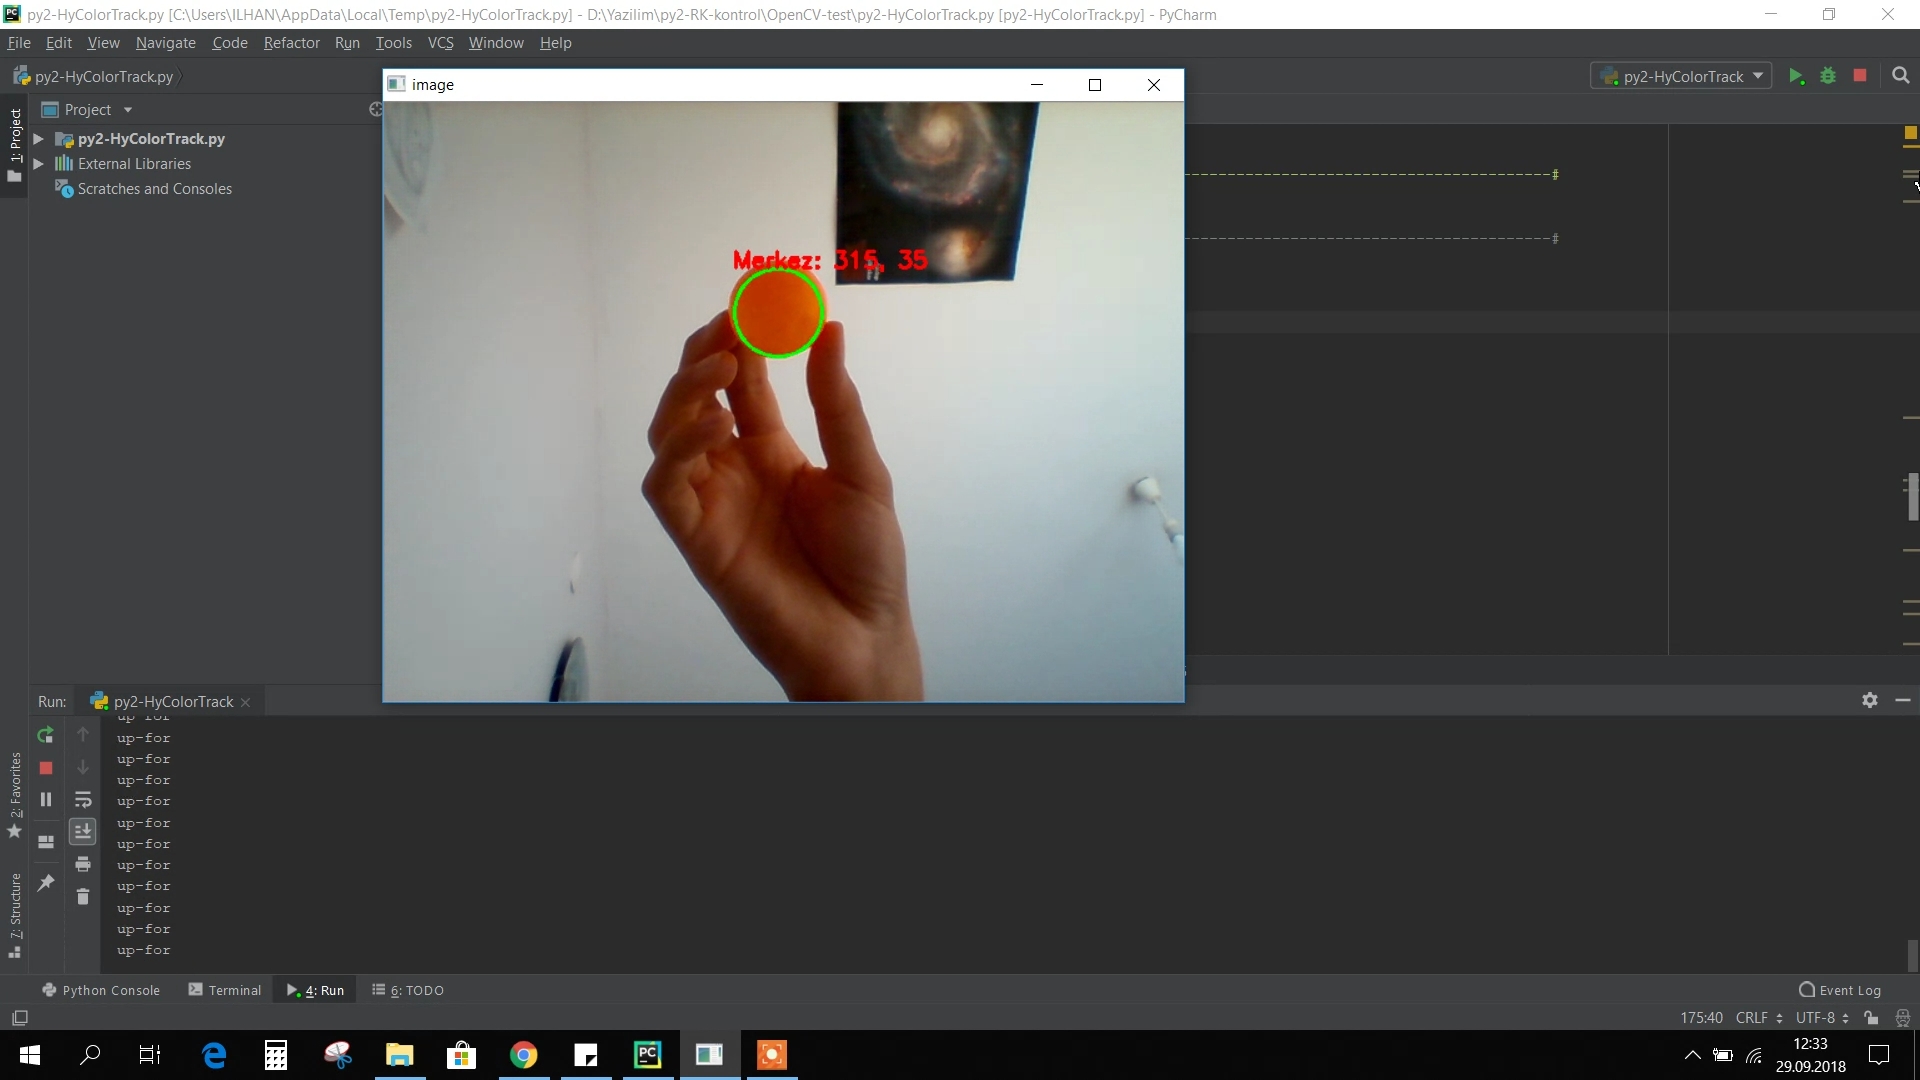 py2-HyColorTrack.py [C:\Users\ILHAN\AppData\Local\Temp\py2-HyColorTrack.py] - D:\Yazilim\py2-RK-kontrol\OpenCV-test\py2-HyColorTrack.py [py2-HyColorTrack.py] - PyCharm
File Edit View Navigate Code Refactor Run Tools VCS Window Help
py2-HyColorTrack.py
py2-HyColorTrack
image
Project
1: Project
py2-HyColorTrack.py
External Libraries
Scratches and Consoles
#
#
Merkez: 315, 35
Run: py2-HyColorTrack
up-for
up-for
up-for
up-for
up-for
up-for
up-for
up-for
up-for
up-for
up-for
up-for
2: Favorites
7: Structure
Python Console Terminal 4: Run 6: TODO Event Log
175:40 CRLF UTF-8
PC
12:33
29.09.2018